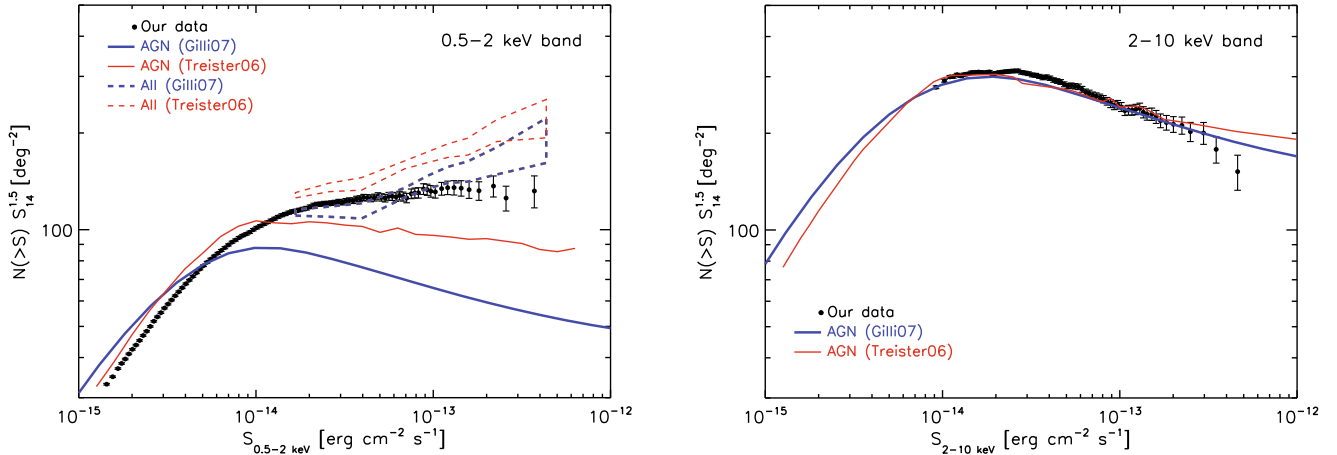 Our data
AGN (Gilli07)
AGN (Treister06)
All (Gilli07)
All (Treister06)
0.5−2 keV band
N(>S) S₁₄^1.5 [deg⁻²]
100
10⁻¹⁵ 10⁻¹⁴ 10⁻¹³ 10⁻¹²
S₀.₅₋₂ keV [erg cm⁻² s⁻¹]
2−10 keV band
N(>S) S₁₄^1.5 [deg⁻²]
100
Our data
AGN (Gilli07)
AGN (Treister06)
10⁻¹⁵ 10⁻¹⁴ 10⁻¹³ 10⁻¹²
S₂₋₁₀ keV [erg cm⁻² s⁻¹]